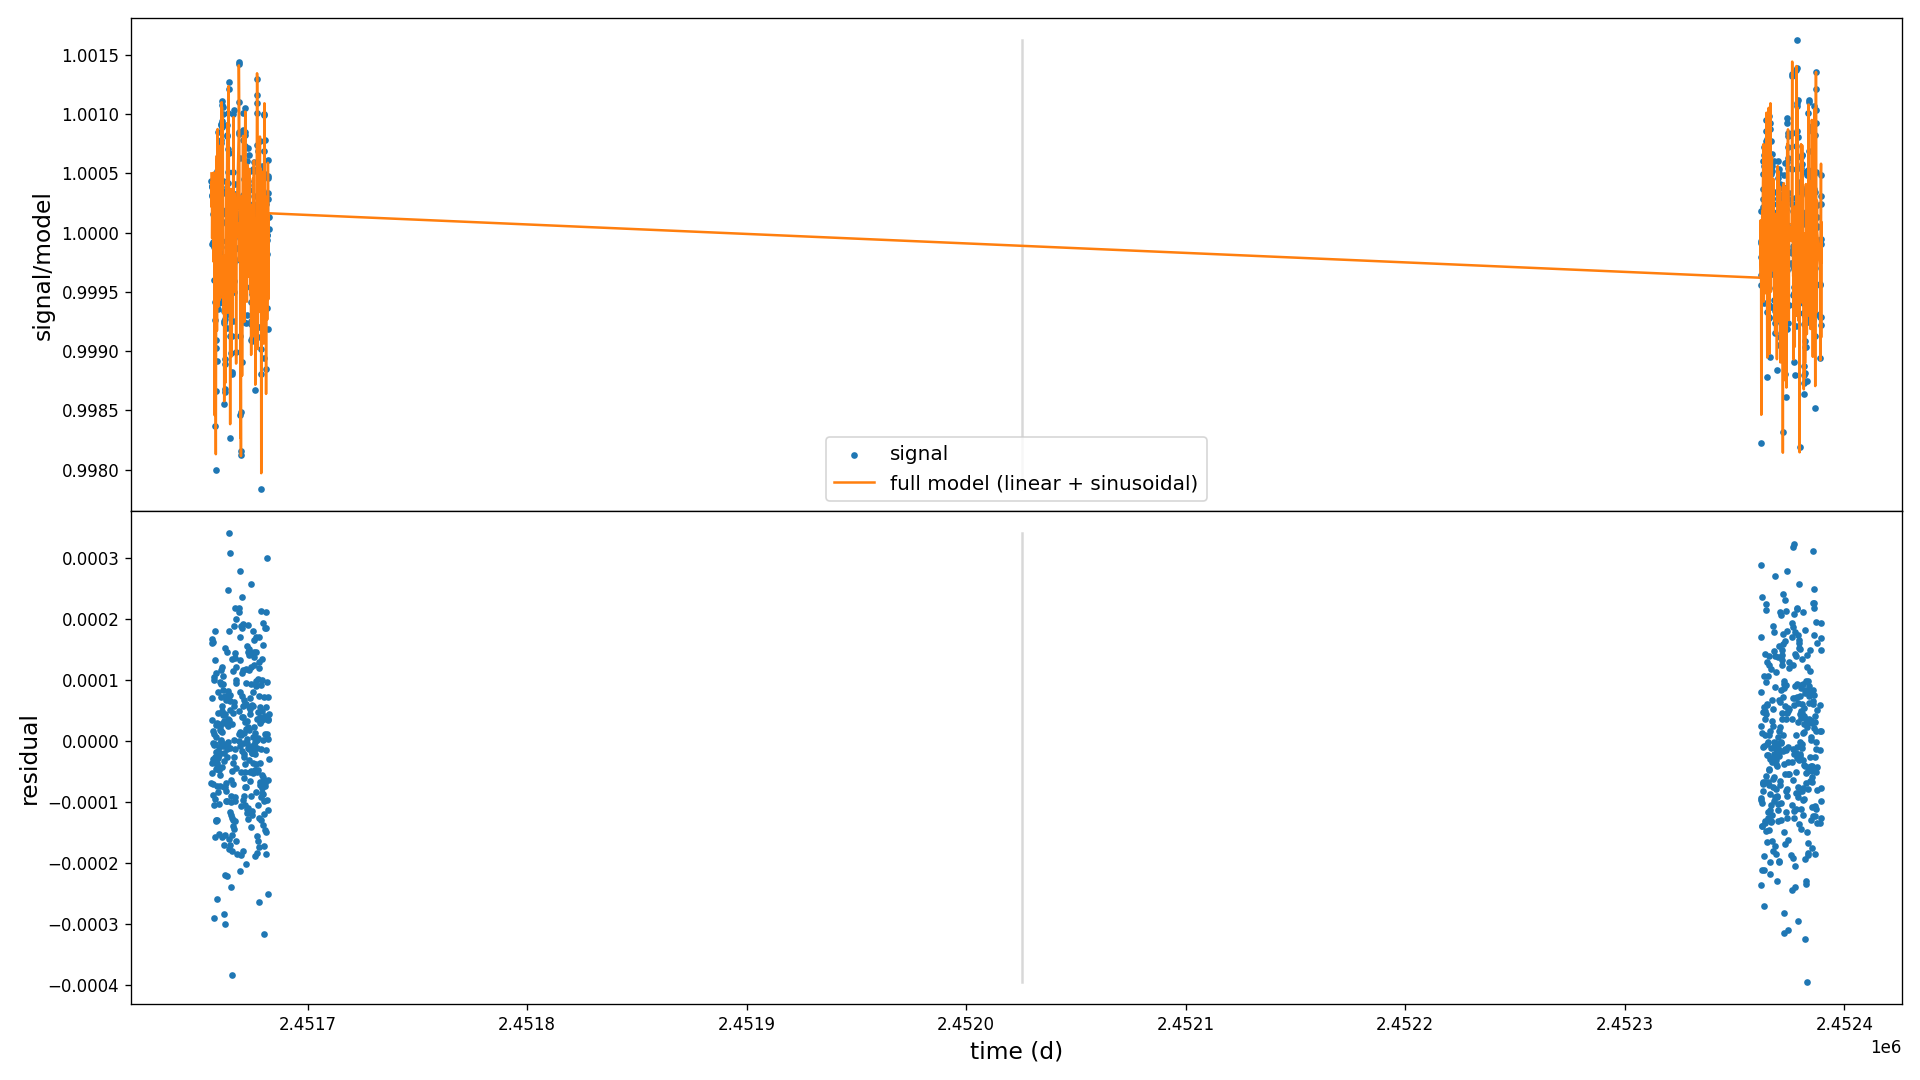 1.0015
1.0010
1.0005
1.0000
0.9995
0.9990
0.9985
0.9980
signal/model
signal
full model (linear + sinusoidal)
0.0003
0.0002
0.0001
0.0000
−0.0001
−0.0002
−0.0003
−0.0004
residual
2.4517 2.4518 2.4519 2.4520 2.4521 2.4522 2.4523 2.4524
1e6
time (d)